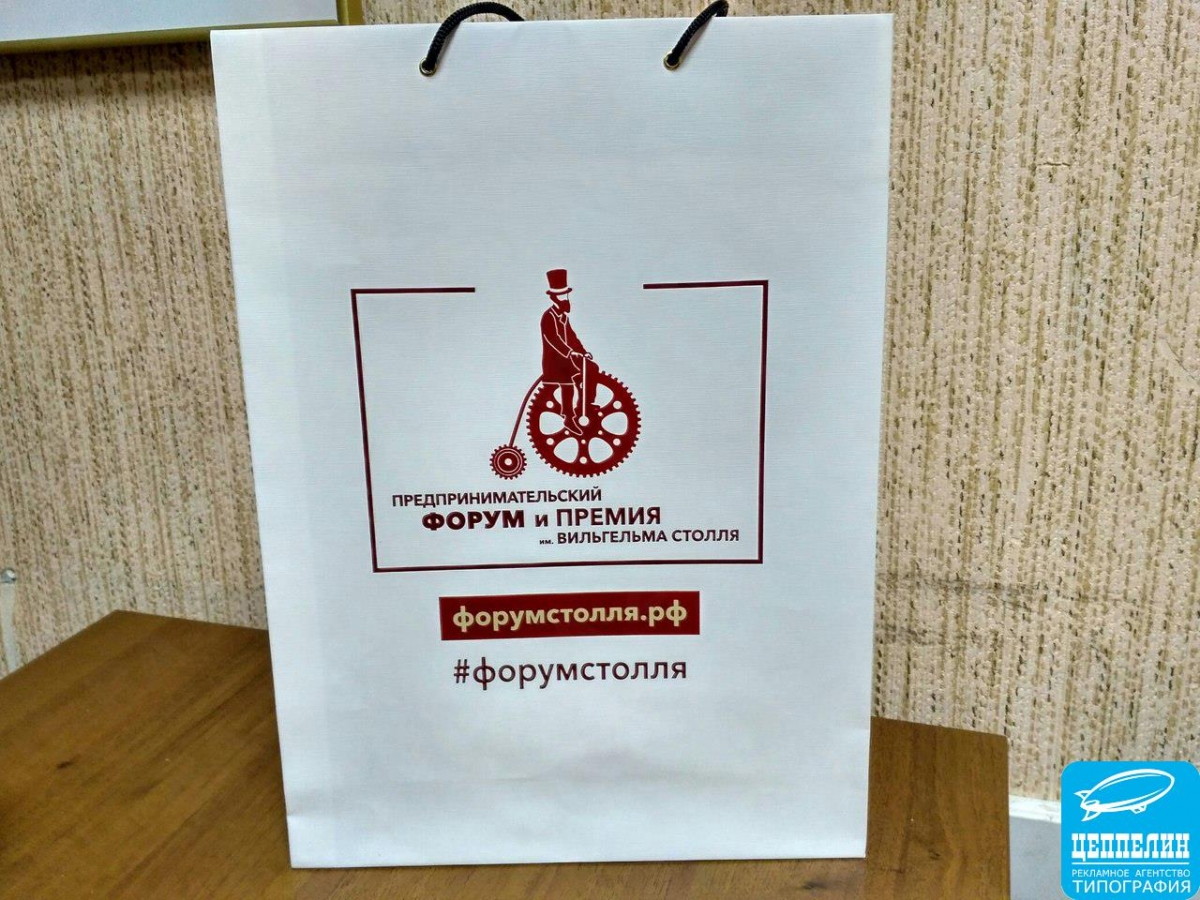 ПРЕДПРИНИМАТЕЛЬСКИЙ
ФОРУМ и ПРЕМИЯ
им. ВИЛЬГЕЛЬМА СТОЛЛЯ
форумстолля.рф
#форумстолля
ЦЕППЕЛИН
РЕКЛАМНОЕ АГЕНТСТВО
ТИПОГРАФИЯ